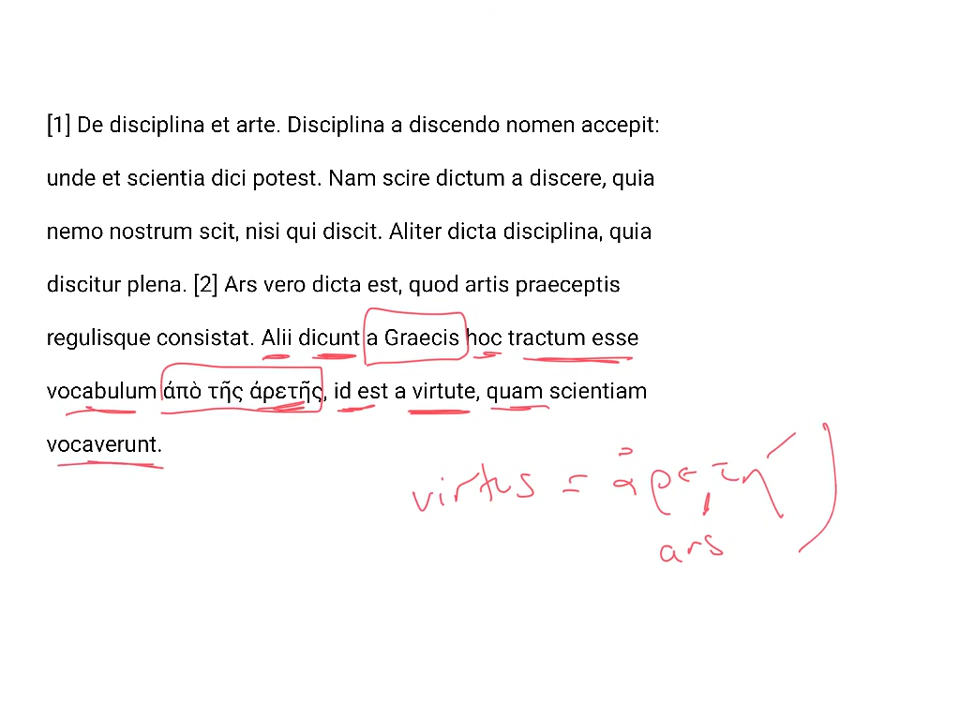 [1] De disciplina et arte. Disciplina a discendo nomen accepit:
unde et scientia dici potest. Nam scire dictum a discere, quia
nemo nostrum scit, nisi qui discit. Aliter dicta disciplina, quia
discitur plena. [2] Ars vero dicta est, quod artis praeceptis
regulisque consistat. Alii dicunt a Graecis hoc tractum esse
vocabulum ἀπὸ τῆς ἀρετῆς, id est a virtute, quam scientiam
vocaverunt.
virtus = ἀρετή )
ars